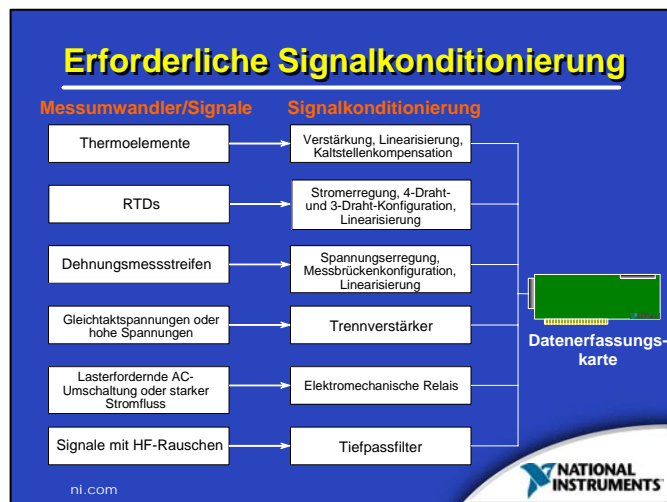 Erforderliche Signalkonditionierung
Messumwandler/Signale
Signalkonditionierung
Thermoelemente
Verstärkung, Linearisierung,
Kaltstellenkompensation
RTDs
Stromerregung, 4-Draht-
und 3-Draht-Konfiguration,
Linearisierung
Dehnungsmessstreifen
Spannungserregung,
Messbrückenkonfiguration,
Linearisierung
Gleichtaktspannungen oder
hohe Spannungen
Trennverstärker
Datenerfassungs-
karte
Lasterfordernde AC-
Umschaltung oder starker
Stromfluss
Elektromechanische Relais
Signale mit HF-Rauschen
Tiefpassfilter
ni.com
NATIONAL
INSTRUMENTS